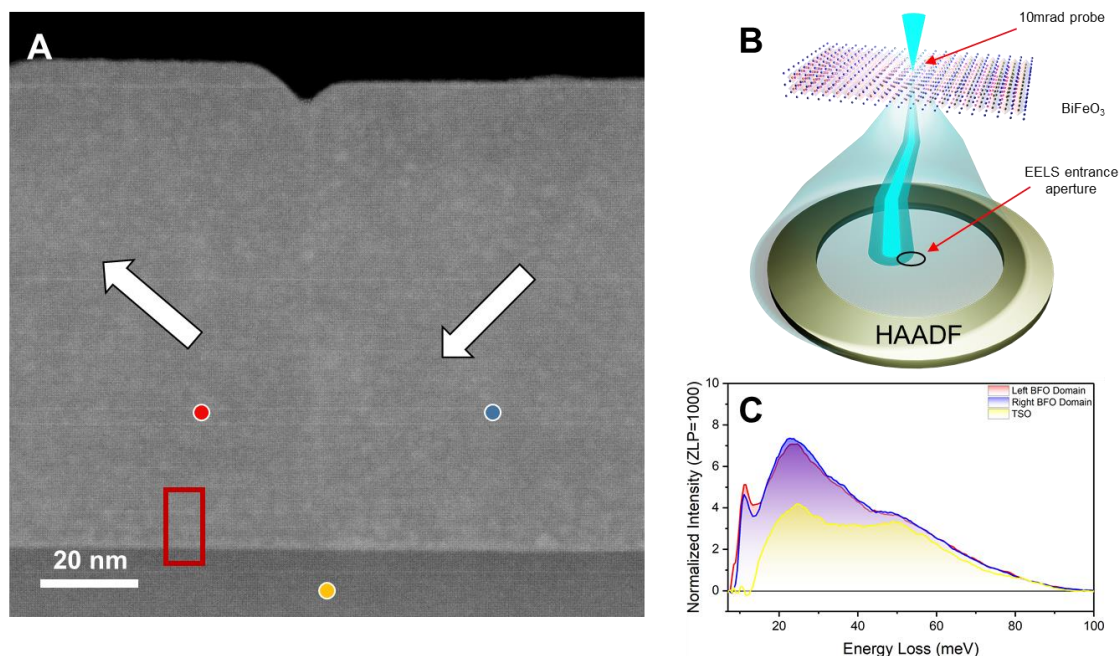 A
20 nm
B
10mrad probe
BiFeO₃
EELS entrance
aperture
HAADF
C
Left BFO Domain
Right BFO Domain
TSO
Normalized Intensity (ZLP=1000)
10
8
6
4
2
0
20
40
60
80
100
Energy Loss (meV)